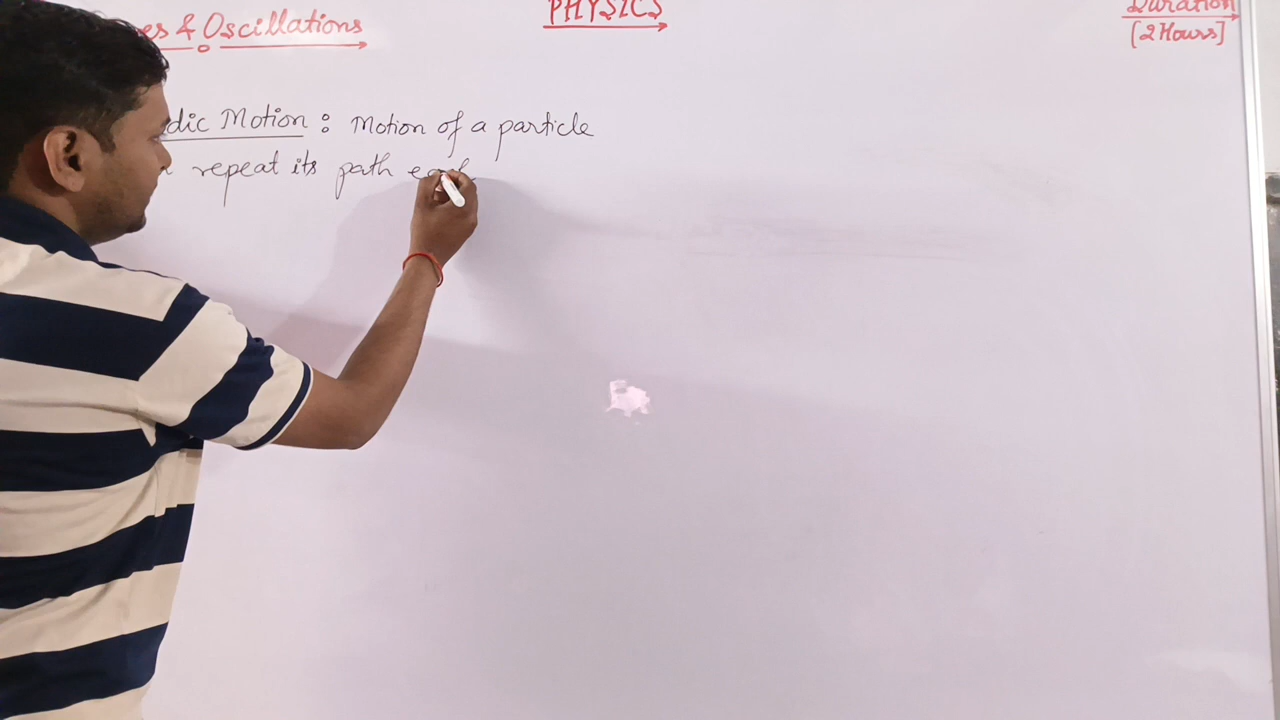 es & Oscillations
PHYSICS
Duration
[2 Hours]
dic Motion : Motion of a particle
repeat its path